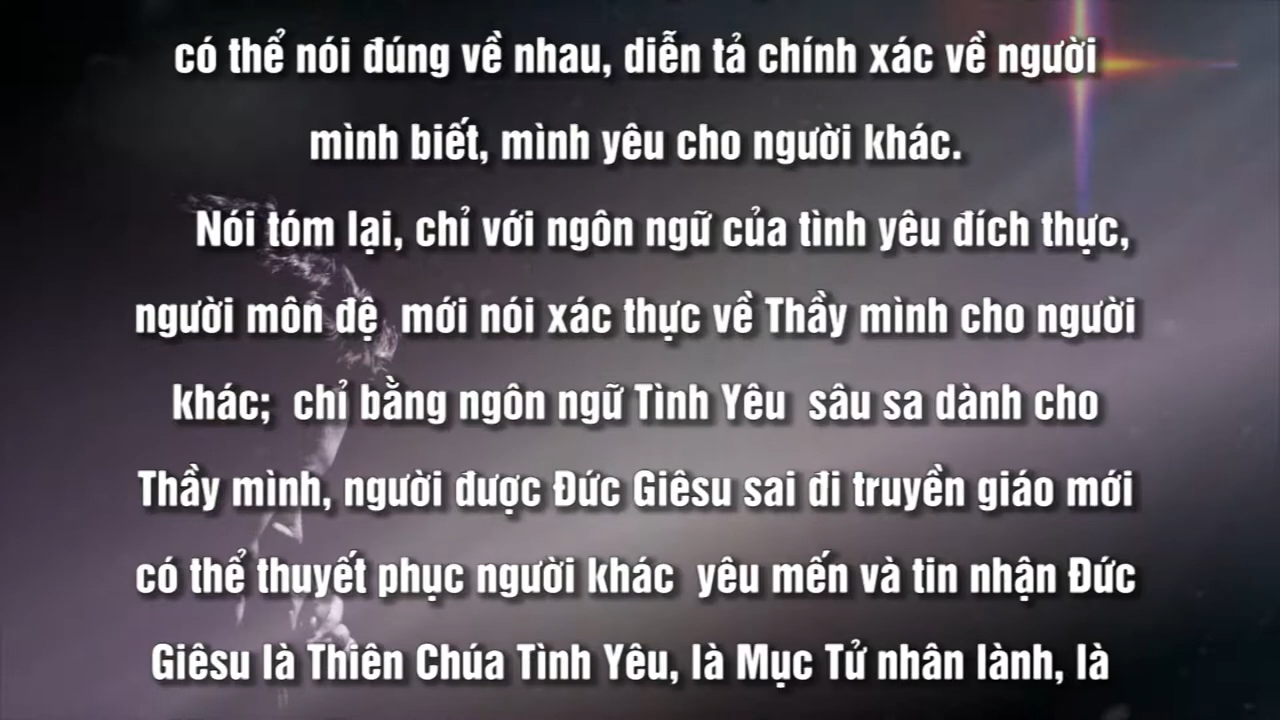 có thể nói đúng về nhau, diễn tả chính xác về người
mình biết, mình yêu cho người khác.
Nói tóm lại, chỉ với ngôn ngữ của tình yêu đích thực,
người môn đệ mới nói xác thực về Thầy mình cho người
khác; chỉ bằng ngôn ngữ Tình Yêu sâu sa dành cho
Thầy mình, người được Đức Giêsu sai đi truyền giáo mới
có thể thuyết phục người khác yêu mến và tin nhận Đức
Giêsu là Thiên Chúa Tình Yêu, là Mục Tử nhân lành, là